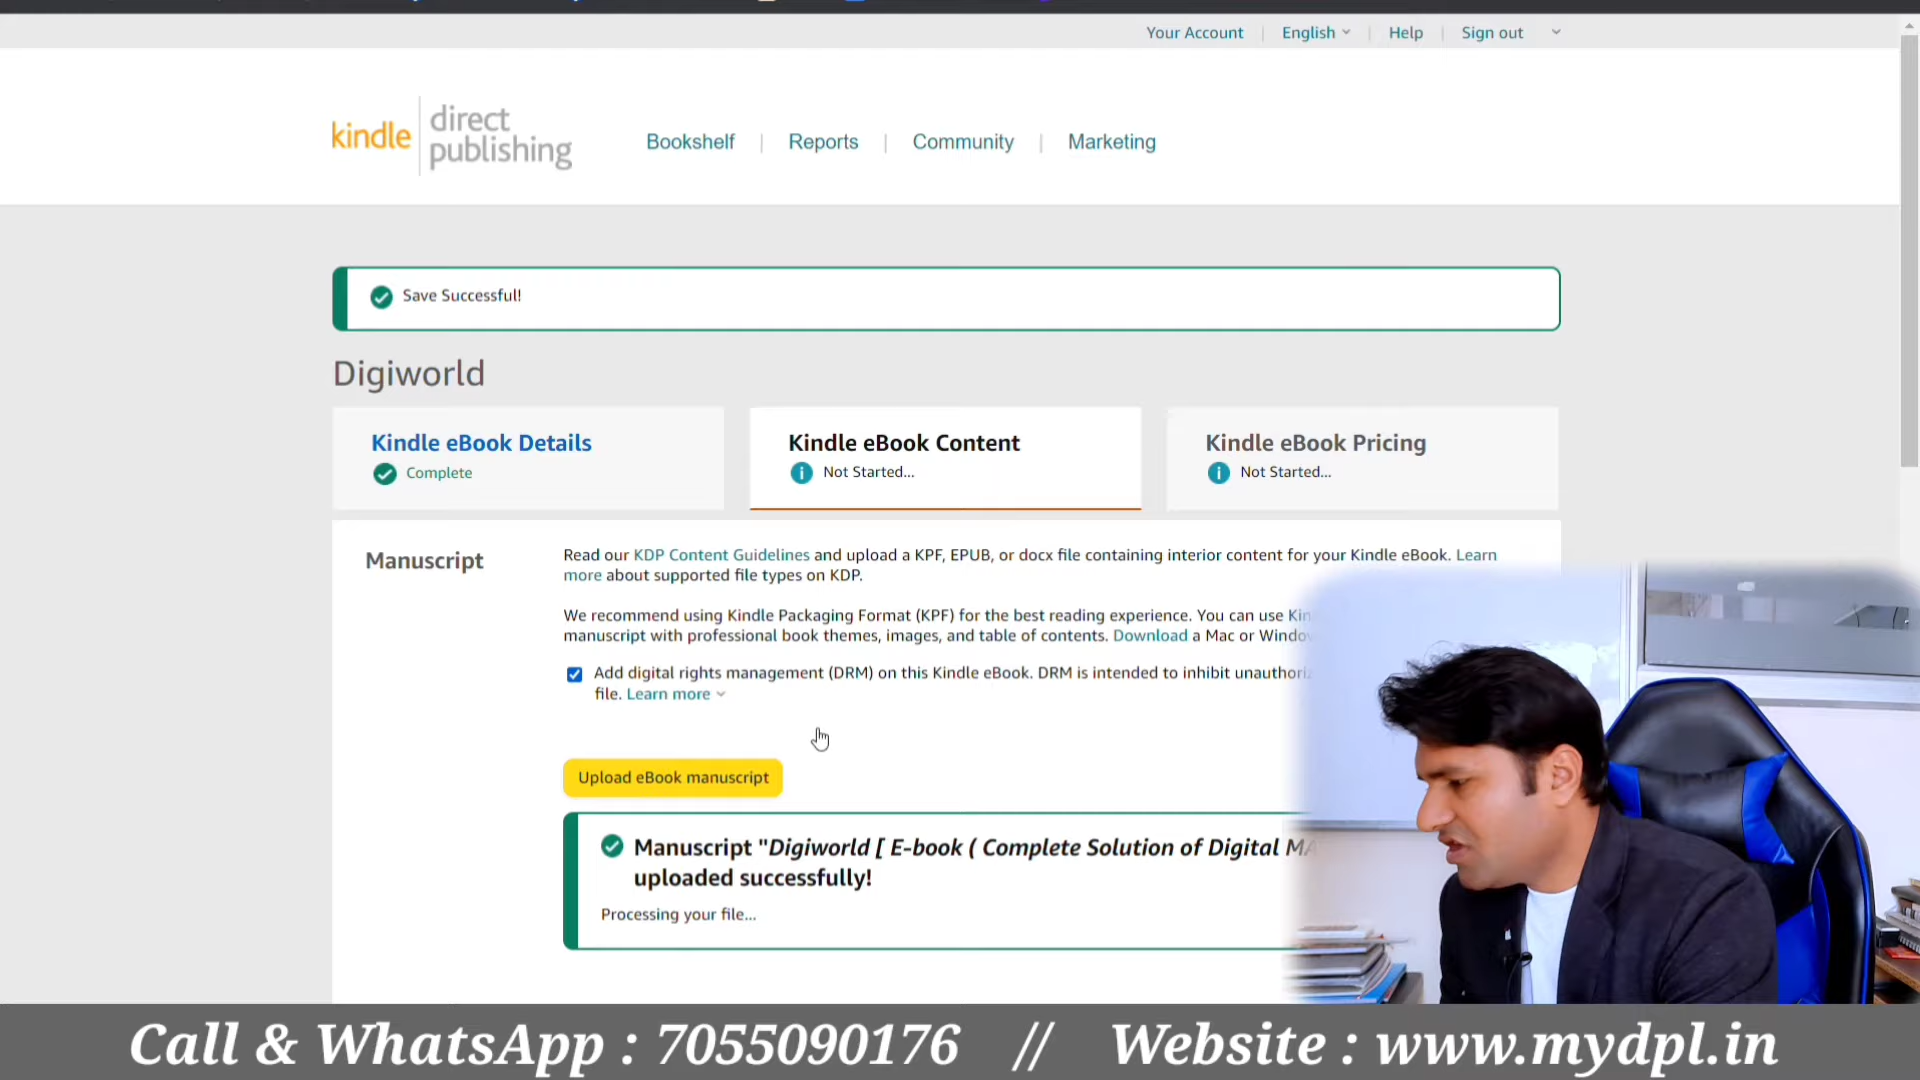 Your Account | English | Help | Sign out
kindle direct publishing
Bookshelf | Reports | Community | Marketing
Save Successful!
Digiworld
Kindle eBook Details
Complete
Kindle eBook Content
Not Started...
Kindle eBook Pricing
Not Started...
Manuscript
Read our KDP Content Guidelines and upload a KPF, EPUB, or docx file containing interior content for your Kindle eBook. Learn
more about supported file types on KDP.
We recommend using Kindle Packaging Format (KPF) for the best reading experience. You can use
manuscript with professional book themes, images, and table of contents. Download a Mac or
Add digital rights management (DRM) on this Kindle eBook. DRM is intended to inhibit
file. Learn more
Upload eBook manuscript
Manuscript "Digiworld [ E-book ( Complete Solution of Digital
uploaded successfully!
Processing your file...
Call & WhatsApp : 7055090176 // Website : www.mydpl.in